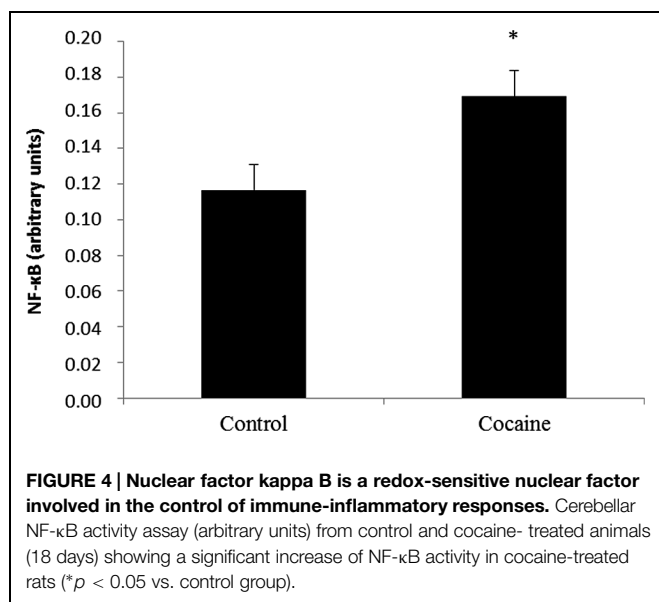 0.20
0.18
0.16
0.14
0.12
0.10
0.08
0.06
0.04
0.02
0.00
NF-κB (arbitrary units)
*
Control
Cocaine
FIGURE 4 | Nuclear factor kappa B is a redox-sensitive nuclear factor
involved in the control of immune-inflammatory responses. Cerebellar
NF-κB activity assay (arbitrary units) from control and cocaine- treated animals
(18 days) showing a significant increase of NF-κB activity in cocaine-treated
rats (*p < 0.05 vs. control group).